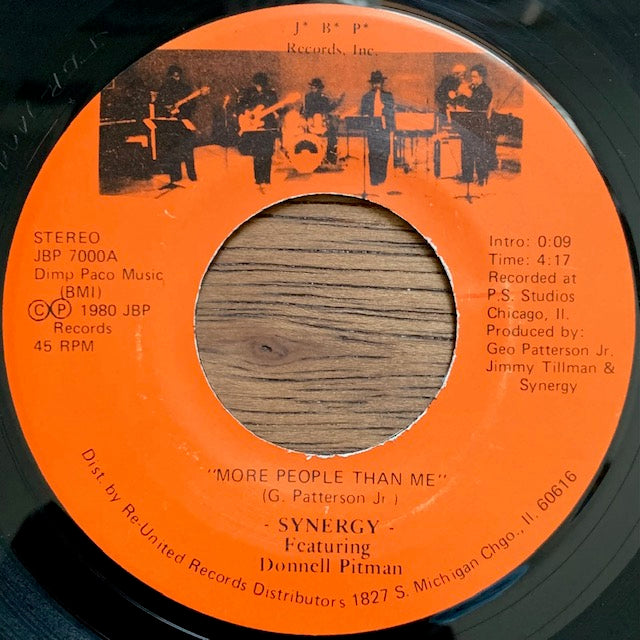 J* B* P*
Records, Inc.
STEREO
JBP 7000A
Dimp Paco Music
(BMI)
Ⓒ Ⓟ 1980 JBP
Records
45 RPM
Intro: 0:09
Time: 4:17
Recorded at
P.S. Studios
Chicago, Il.
Produced by:
Geo Patterson Jr.
Jimmy Tillman &
Synergy
"MORE PEOPLE THAN ME"
(G. Patterson Jr.)
- SYNERGY -
Featuring
Donnell Pitman
Dist. by Re-United Records Distributors 1827 S. Michigan Chgo., Il. 60616